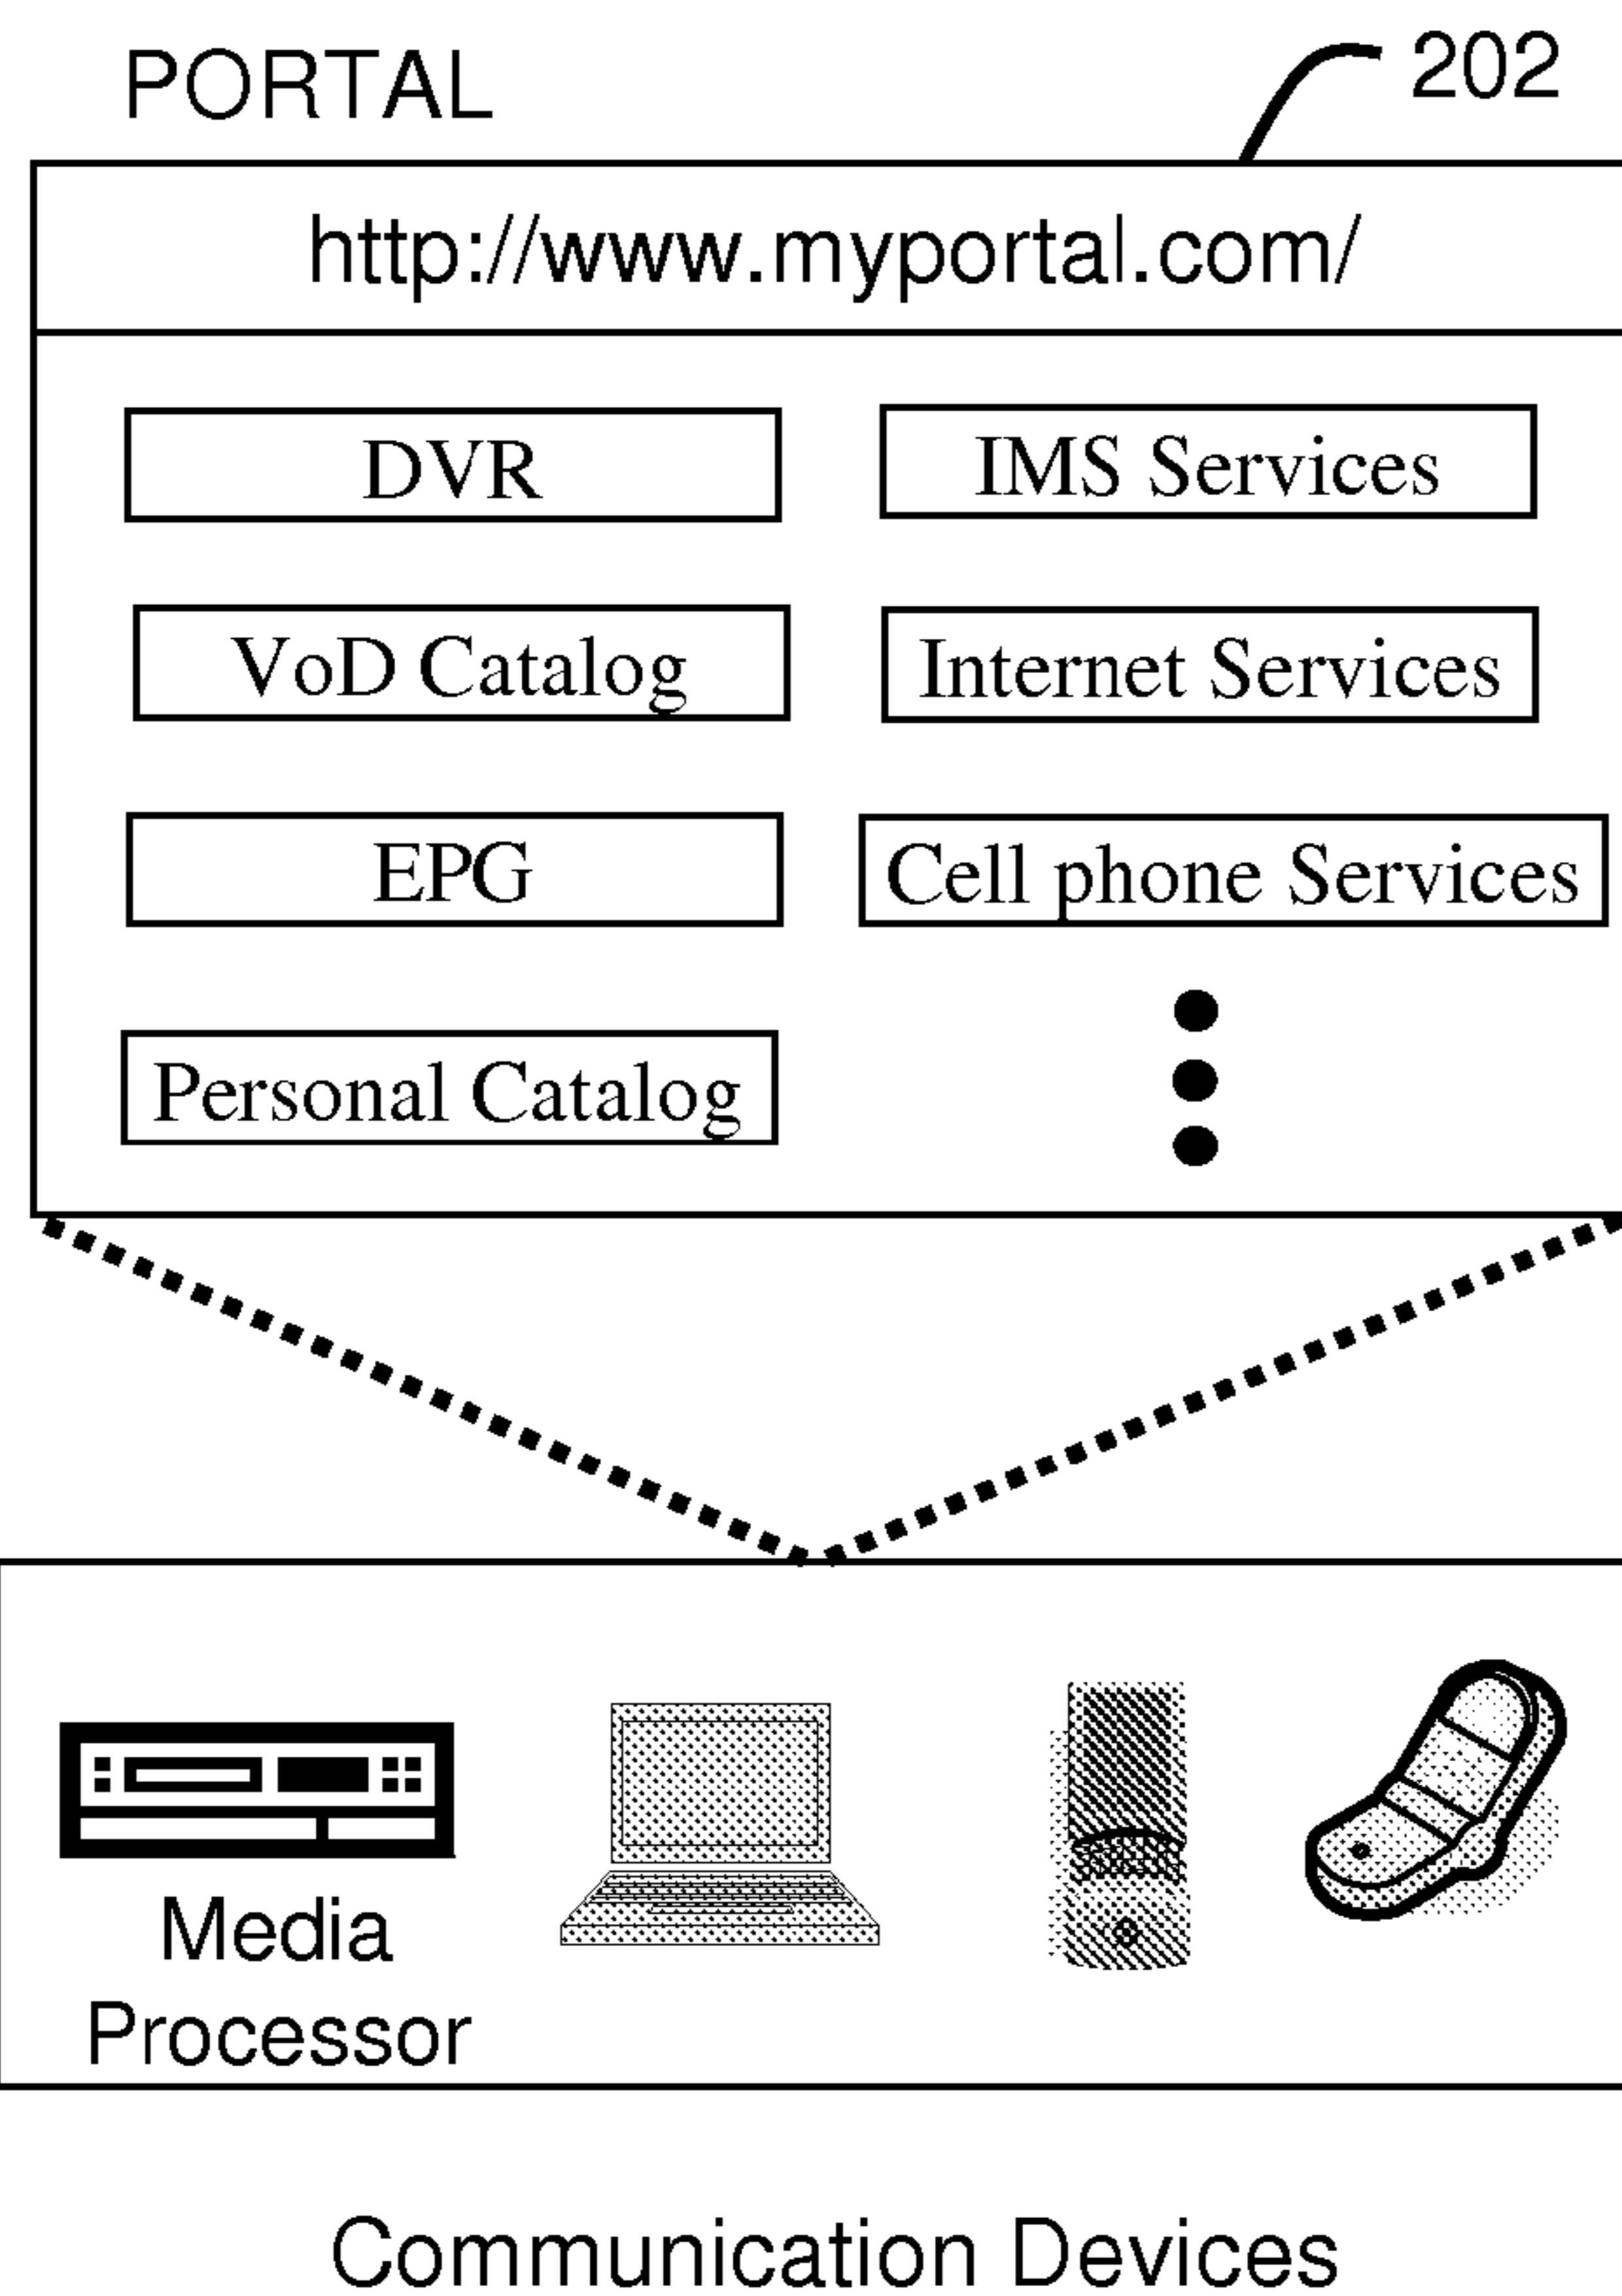 PORTAL
202
http://www.myportal.com/
DVR
IMS Services
VoD Catalog
Internet Services
EPG
Cell phone Services
Personal Catalog
Media
Processor
Communication Devices